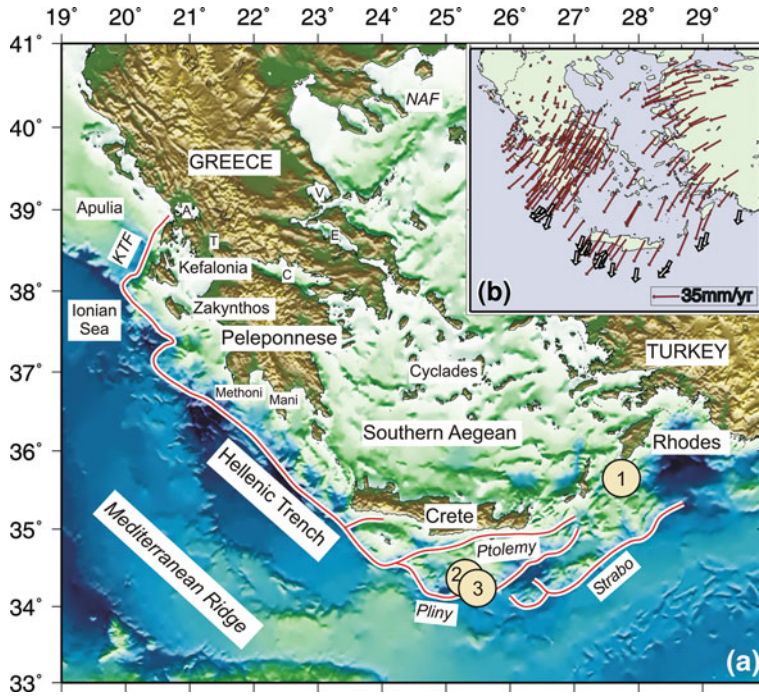 19° 20° 21° 22° 23° 24° 25° 26° 27° 28° 29°
41°
40°
39°
38°
37°
36°
35°
34°
33°
NAF
GREECE
V
Apulia
A
KTF
T
E
Kefalonia
C
Ionian
Sea
Zakynthos
Peleponnese
TURKEY
Cyclades
Methoni
Mani
Southern Aegean
Rhodes
1
Hellenic Trench
Crete
Mediterranean Ridge
Ptolemy
2
3
Strabo
Pliny
(a)
(b)
35mm/yr